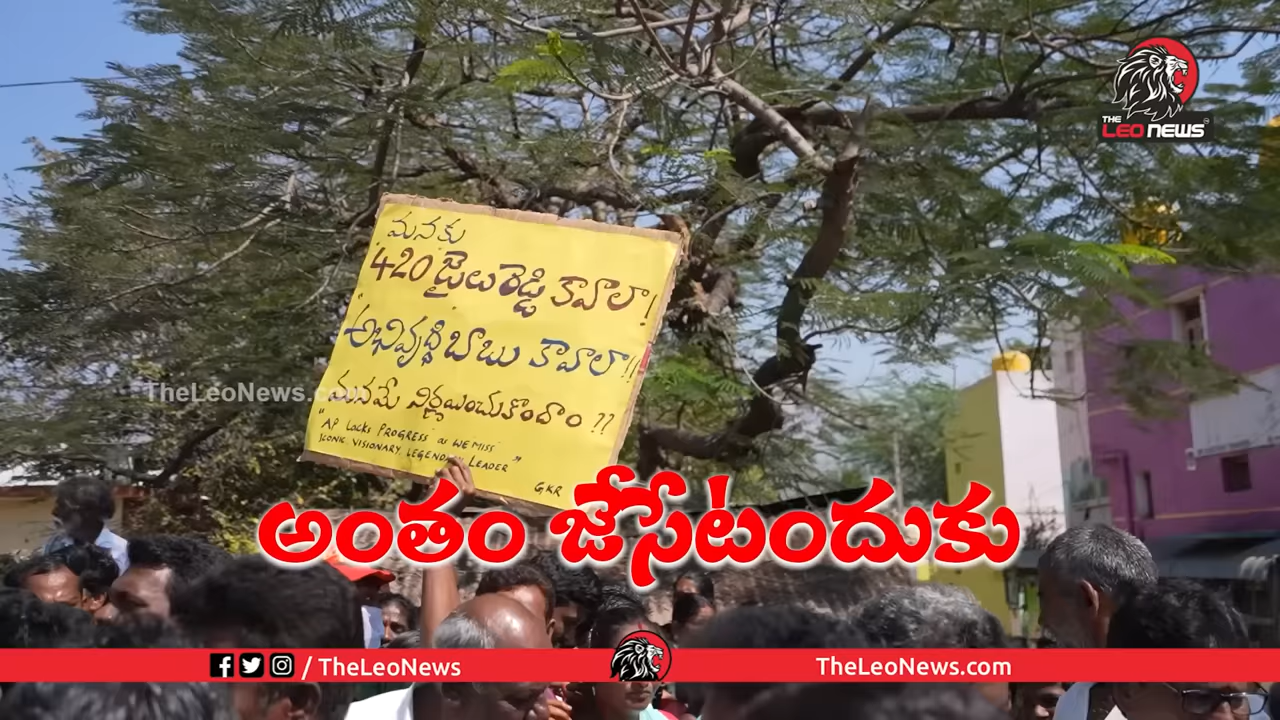 THE
LEO NEWS
మనకు
"420" జైలురెడ్డి కావాలా!
"అభివృద్ధి" బాబు కావాలా!!
మనమే నిర్ణయించుకొందాం ??
"AP Lacks PROGRESS as WE MISS
ICONIC, VISIONARY, LEGENDARY LEADER"
GKR
TheLeoNews.com
అంతం జేసేటందుకు
/ TheLeoNews
TheLeoNews.com